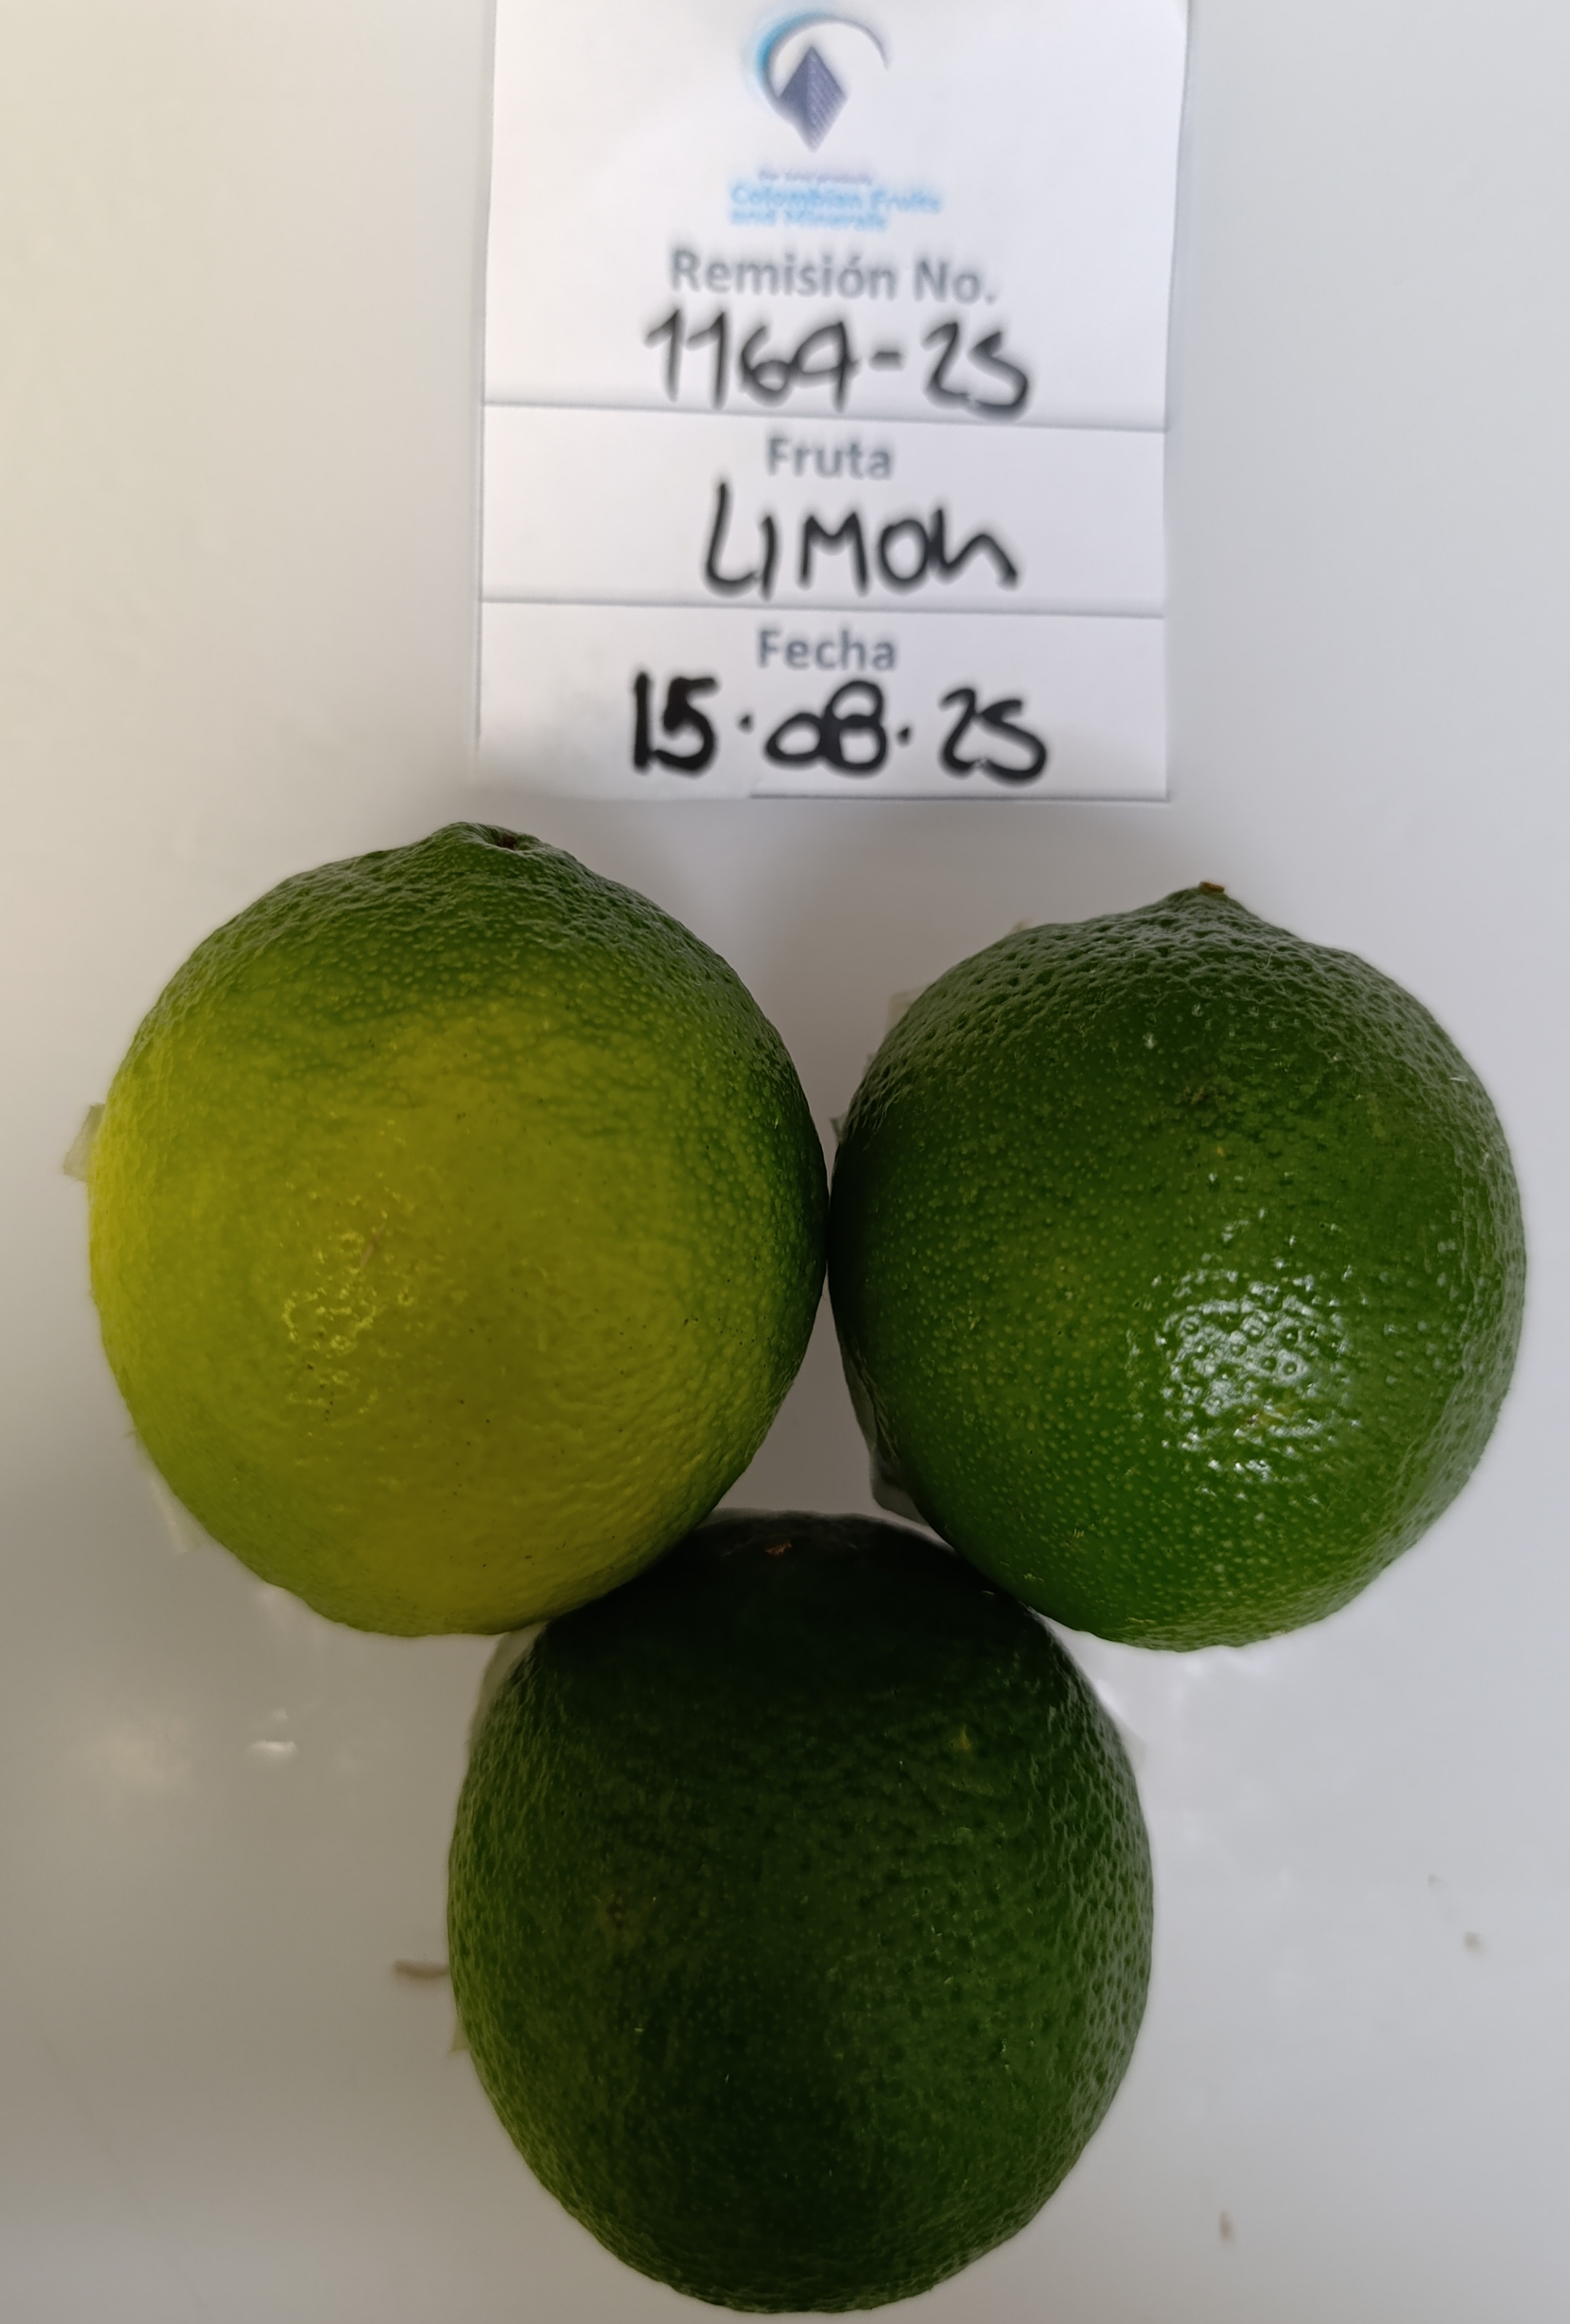 Colombian Fruits
and Minerals
Remisión No.
1164-25
Fruta
LIMON
Fecha
15.08.25